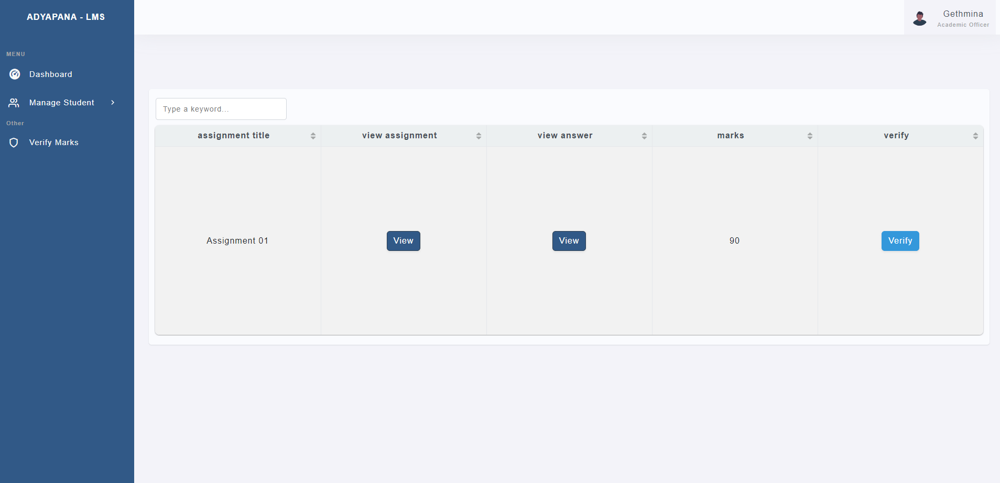 ADYAPANA - LMS
Gethmina
Academic Officer
MENU
Dashboard
Manage Student
Other
Verify Marks
Type a keyword...
assignment title view assignment view answer marks verify
Assignment 01 View View 90 Verify